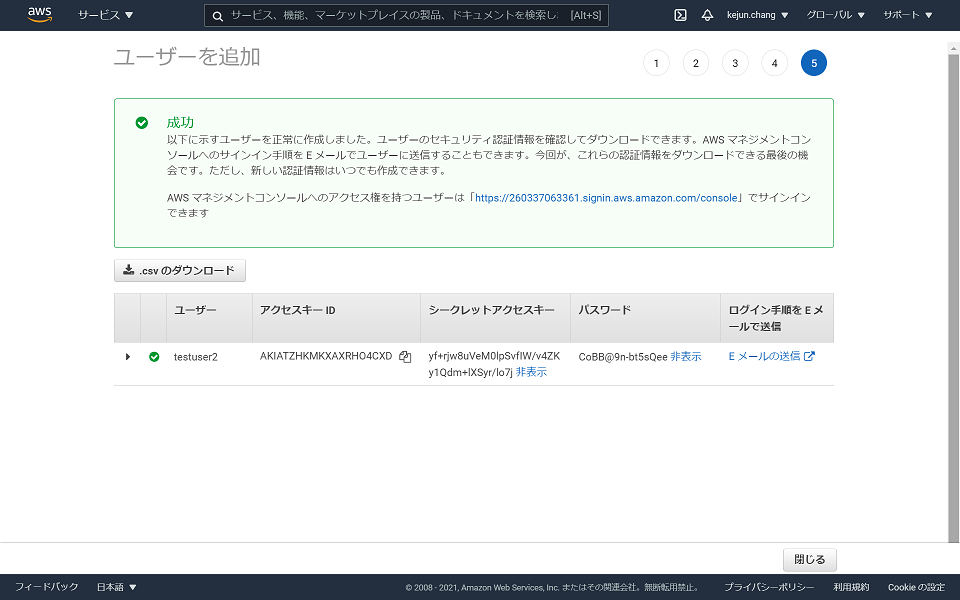 aws サービス サービス、機能、マーケットプレイスの製品、ドキュメントを検索し. [Alt+S] kejun.chang グローバル サポート
ユーザーを追加
1 2 3 4 5
成功
以下に示すユーザーを正常に作成しました。ユーザーのセキュリティ認証情報を確認してダウンロードできます。AWS マネジメントコン
ソールへのサインイン手順を E メールでユーザーに送信することもできます。今回が、これらの認証情報をダウンロードできる最後の機
会です。ただし、新しい認証情報はいつでも作成できます。
AWS マネジメントコンソールへのアクセス権を持つユーザーは「https://260337063361.signin.aws.amazon.com/console」でサインイン
できます
.csv のダウンロード
ユーザー アクセスキー ID シークレットアクセスキー パスワード ログイン手順を E メ
ールで送信
testuser2 AKIATZHKMKXAXRHO4CXD yf+rjw8uVeM0lpSvfIW/v4ZK CoBB@9n-bt5sQee 非表示 E メールの送信
y1Qdm+lXSyr/lo7j 非表示
閉じる
フィードバック 日本語 © 2008 - 2021, Amazon Web Services, Inc. またはその関連会社。無断転用禁止。 プライバシーポリシー 利用規約 Cookie の設定